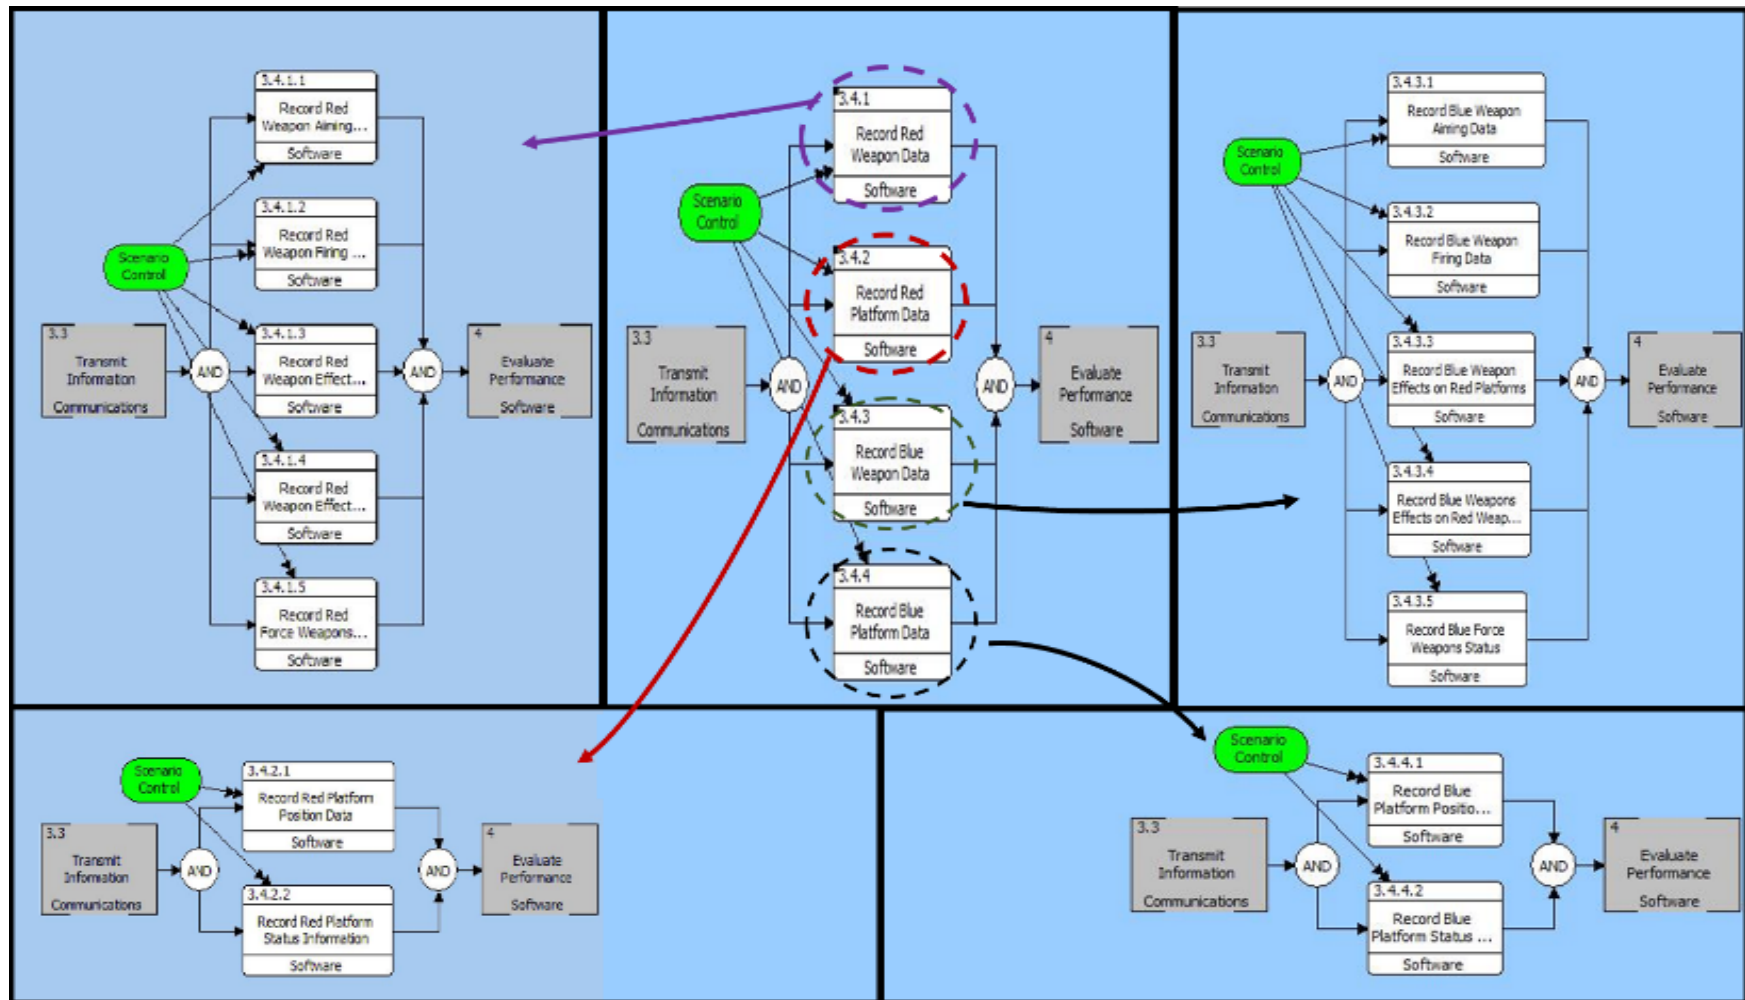 3.4.1.1
Record Red
Weapon Aiming...
Software
3.4.1.2
Record Red
Weapon Firing ...
Software
Scenario
Control
3.3
Transmit
Information
Communications
AND
3.4.1.3
Record Red
Weapon Effect...
Software
AND
4
Evaluate
Performance
Software
3.4.1.4
Record Red
Weapon Effect...
Software
3.4.1.5
Record Red
Force Weapons...
Software
3.4.1
Record Red
Weapon Data
Software
Scenario
Control
3.4.2
Record Red
Platform Data
Software
3.3
Transmit
Information
Communications
AND
AND
4
Evaluate
Performance
Software
3.4.3
Record Blue
Weapon Data
Software
3.4.4
Record Blue
Platform Data
Software
3.4.3.1
Record Blue Weapon
Aiming Data
Software
Scenario
Control
3.4.3.2
Record Blue Weapon
Firing Data
Software
3.3
Transmit
Information
Communications
AND
3.4.3.3
Record Blue Weapon
Effects on Red Platforms
Software
AND
4
Evaluate
Performance
Software
3.4.3.4
Record Blue Weapons
Effects on Red Weap...
Software
3.4.3.5
Record Blue Force
Weapons Status
Software
Scenario
Control
3.4.2.1
Record Red Platform
Position Data
Software
3.3
Transmit
Information
Communications
AND
AND
4
Evaluate
Performance
Software
3.4.2.2
Record Red Platform
Status Information
Software
Scenario
Control
3.4.4.1
Record Blue
Platform Positio...
Software
3.3
Transmit
Information
Communications
AND
AND
4
Evaluate
Performance
Software
3.4.4.2
Record Blue
Platform Status ...
Software